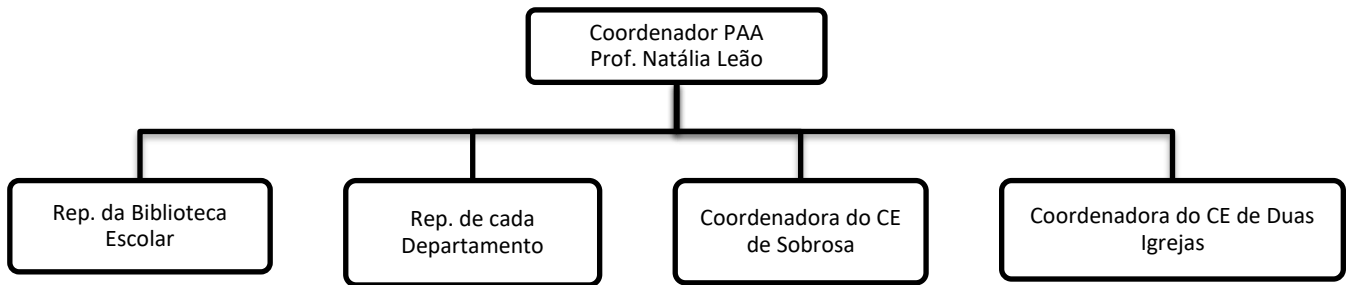 Coordenador PAA
Prof. Natália Leão
Rep. da Biblioteca
Escolar
Rep. de cada
Departamento
Coordenadora do CE
de Sobrosa
Coordenadora do CE de Duas
Igrejas